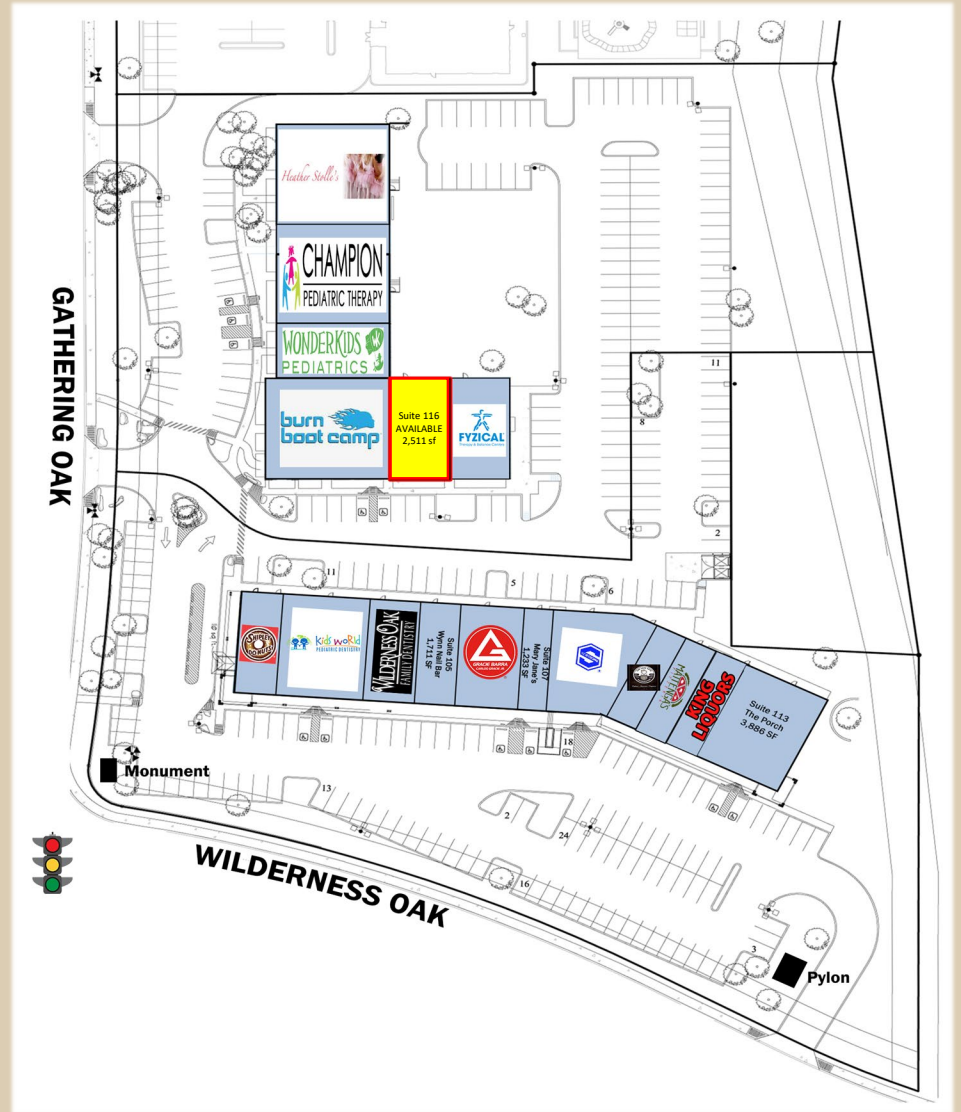 Heather Stolle's
CHAMPION
PEDIATRIC THERAPY
WONDERKIDS
PEDIATRICS
burn
boot camp
Suite 116
AVAILABLE
2,511 sf
FYZICAL
GATHERING OAK
11
8
2
11
5
6
SHIPLEY
DONUTS
Kids world
PEDIATRIC DENTISTRY
WILDERNESS OAK
FAMILY DENTISTRY
Suite 105
Wynn Nail Bar
1,711 SF
GRACIE BARRA
Suite 107
Mary Jane's
1,233 SF
KING
LIQUORS
Suite 113
The Porch
3,886 SF
18
Monument
13
2
24
16
3
WILDERNESS OAK
Pylon